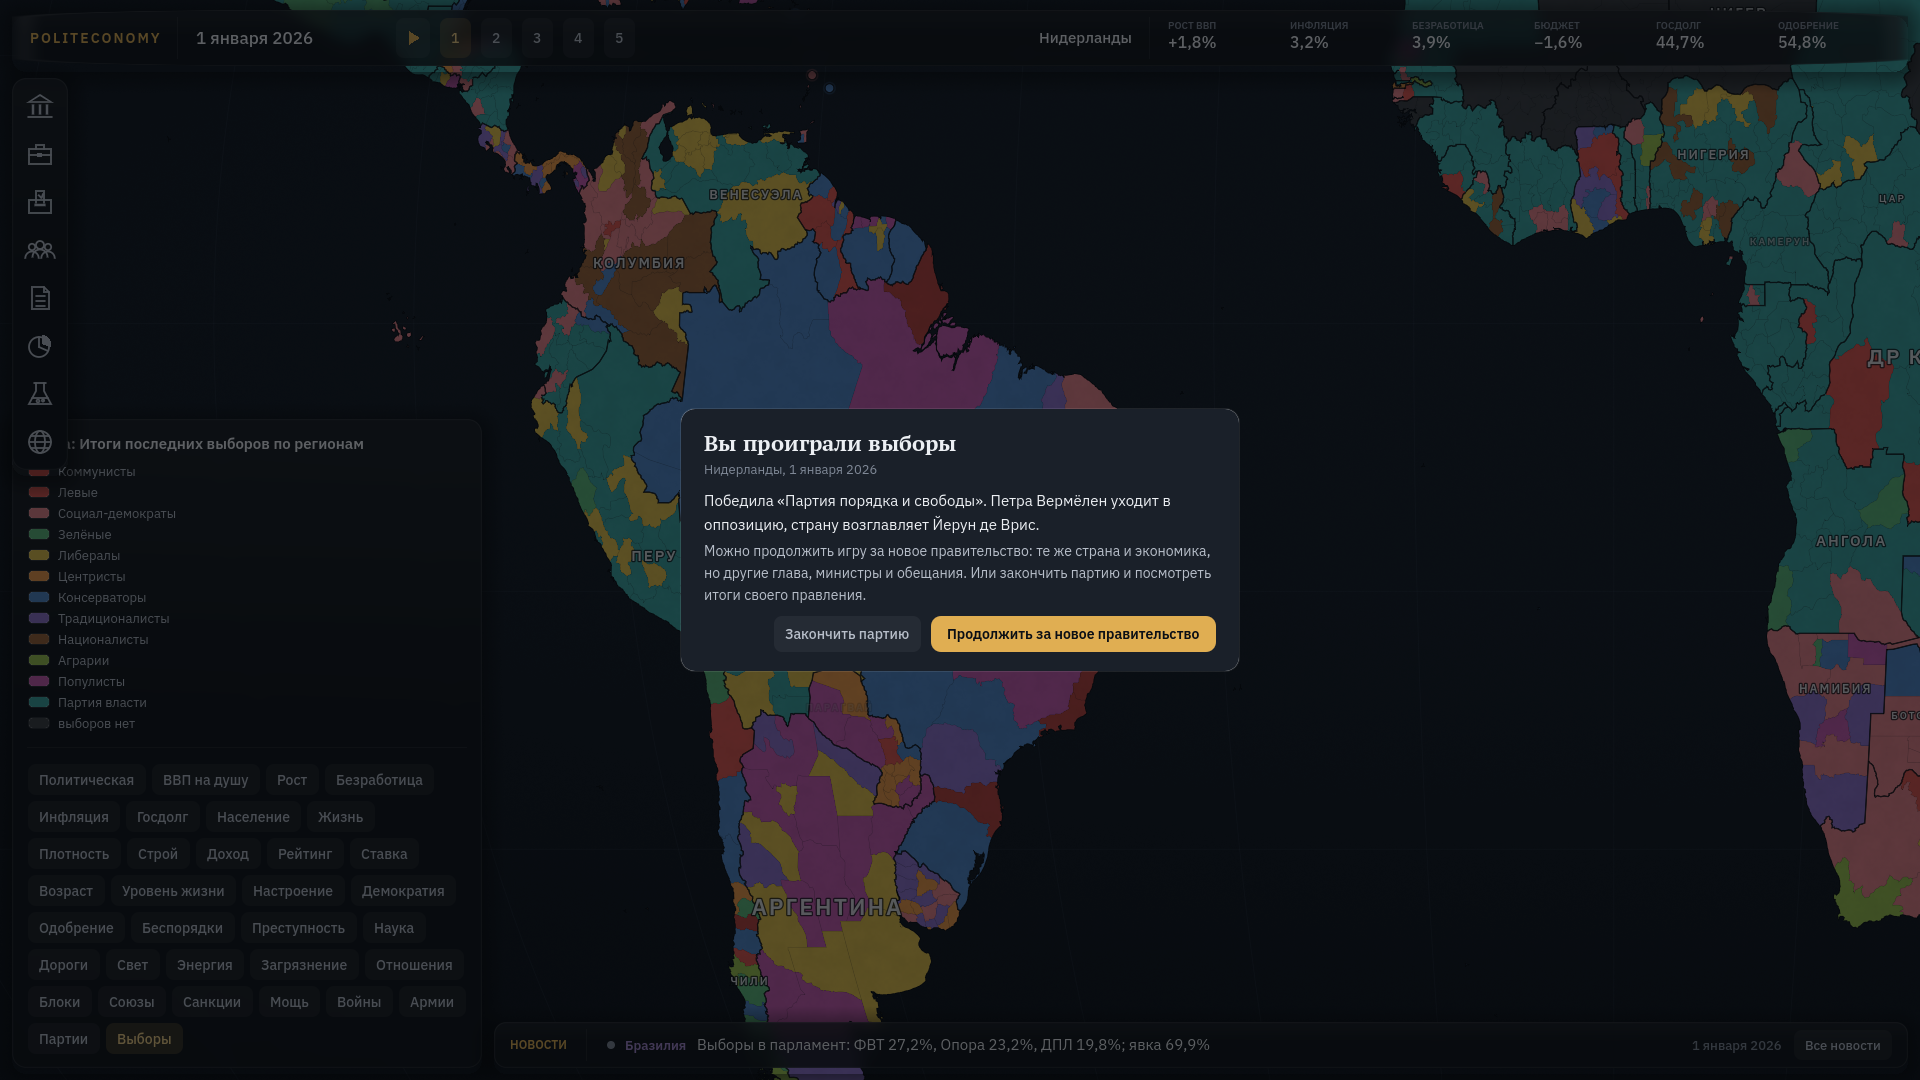 POLITECONOMY
1 января 2026
1
2
3
4
5
Нидерланды
РОСТ ВВП
+1,8%
ИНФЛЯЦИЯ
3,2%
БЕЗРАБОТИЦА
3,9%
БЮДЖЕТ
−1,6%
ГОСДОЛГ
44,7%
ОДОБРЕНИЕ
54,8%
НИГЕР
НИГЕРИЯ
ЦАР
КАМЕРУН
ВЕНЕСУЭЛА
КОЛУМБИЯ
ДР К
а: Итоги последних выборов по регионам
Коммунисты
Левые
Социал-демократы
Зелёные
Либералы
Центристы
Консерваторы
Традиционалисты
Националисты
Аграрии
Популисты
Партия власти
выборов нет
ПЕРУ
АНГОЛА
НАМИБИЯ
БОТС
АРГЕНТИНА
ЧИЛИ
Вы проиграли выборы
Нидерланды, 1 января 2026
Победила «Партия порядка и свободы». Петра Вермёлен уходит в
оппозицию, страну возглавляет Йерун де Врис.
Можно продолжить игру за новое правительство: те же страна и экономика,
но другие глава, министры и обещания. Или закончить партию и посмотреть
итоги своего правления.
Закончить партию
Продолжить за новое правительство
Политическая ВВП на душу Рост Безработица
Инфляция Госдолг Население Жизнь
Плотность Строй Доход Рейтинг Ставка
Возраст Уровень жизни Настроение Демократия
Одобрение Беспорядки Преступность Наука
Дороги Свет Энергия Загрязнение Отношения
Блоки Союзы Санкции Мощь Войны Армии
Партии Выборы
НОВОСТИ
Бразилия Выборы в парламент: ФВТ 27,2%, Опора 23,2%, ДПЛ 19,8%; явка 69,9%
1 января 2026
Все новости